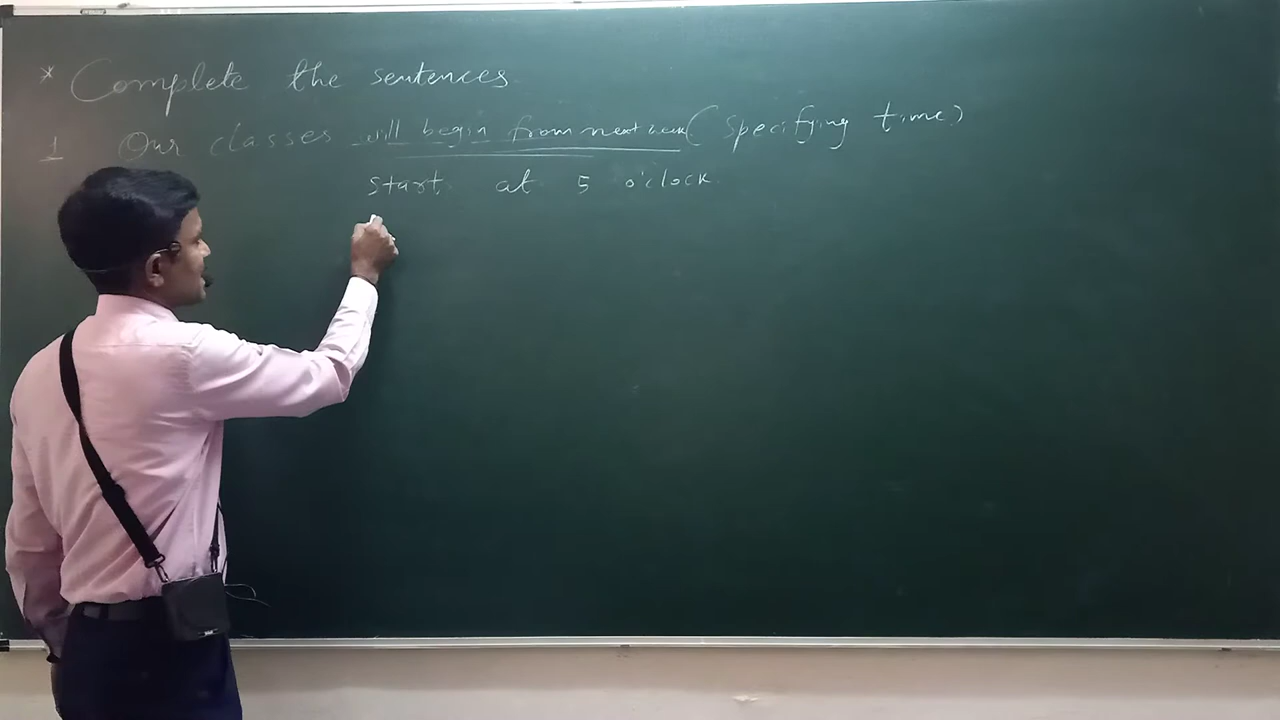 * Complete the sentences
1 Our classes will begin from next week (specifying time)
start at 5 o'clock.